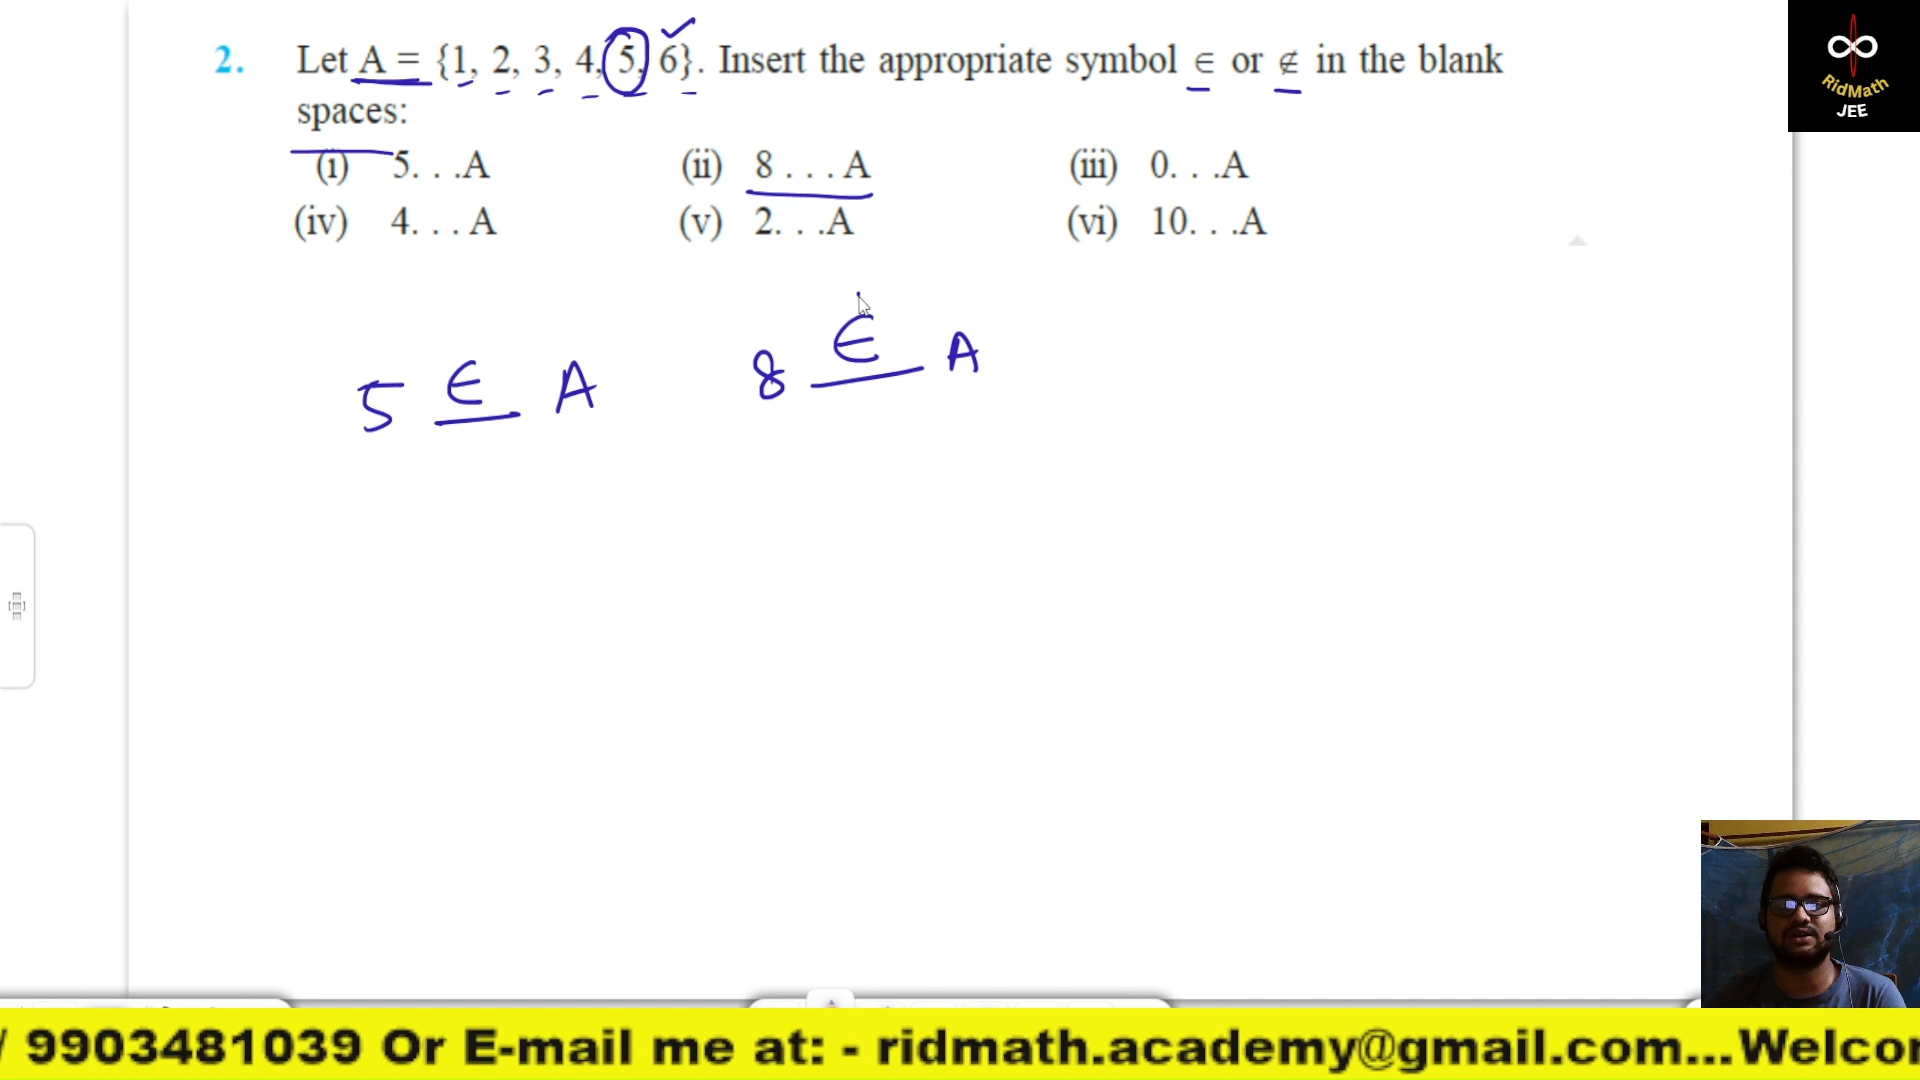 2. Let A = {1, 2, 3, 4, 5, 6}. Insert the appropriate symbol ∈ or ∉ in the blank
spaces:
(i) 5. . .A (ii) 8 . . . A (iii) 0. . .A
(iv) 4. . . A (v) 2. . .A (vi) 10. . .A
5 ∈ A 8 ∈ A
RidMath
JEE
/ 9903481039 Or E-mail me at: - ridmath.academy@gmail.com...Welcom